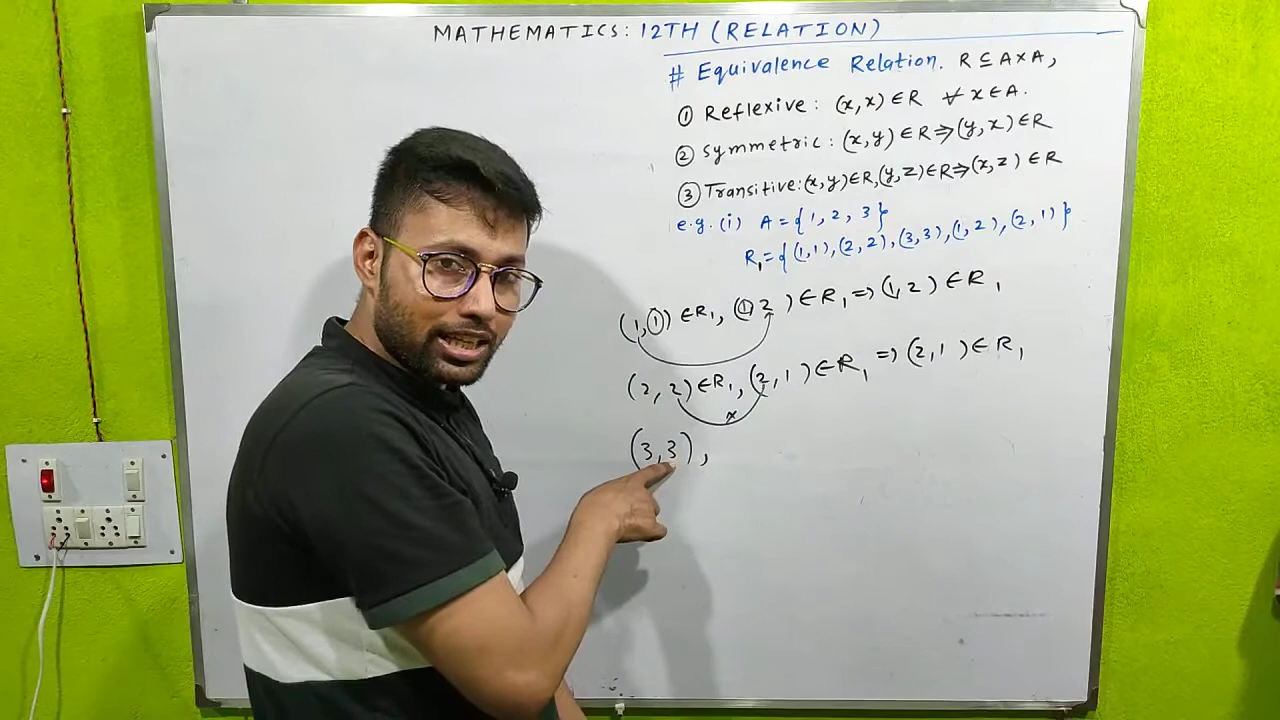 MATHEMATICS: 12TH (RELATION)
# Equivalence Relation. R ⊆ A×A,
① Reflexive: (x,x) ∈ R ∀ x ∈ A.
② Symmetric: (x,y) ∈ R ⇒ (y,x) ∈ R
③ Transitive: (x,y) ∈ R, (y,z) ∈ R ⇒ (x,z) ∈ R
e.g. (i) A = {1, 2, 3}
R₁ = {(1,1), (2,2), (3,3), (1,2), (2,1)}
(1,1) ∈ R₁, (1,2) ∈ R₁ ⇒ (1,2) ∈ R₁
(2,2) ∈ R₁, (2,1) ∈ R₁ ⇒ (2,1) ∈ R₁
x
(3,3),